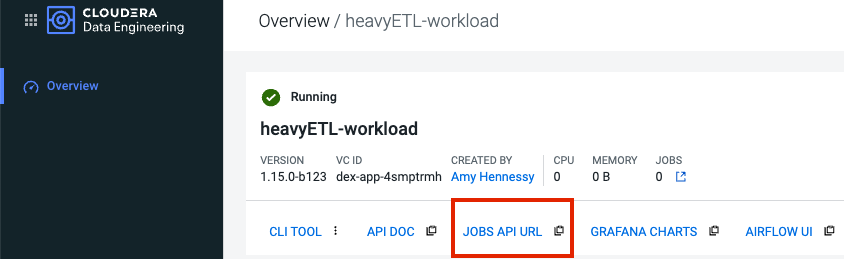 CLOUDERA
Data Engineering
Overview / heavyETL-workload
Overview
Running
heavyETL-workload
VERSION VC ID CREATED BY CPU MEMORY JOBS
1.15.0-b123 dex-app-4smptrmh Amy Hennessy 0 0 B 0
CLI TOOL API DOC JOBS API URL GRAFANA CHARTS AIRFLOW UI